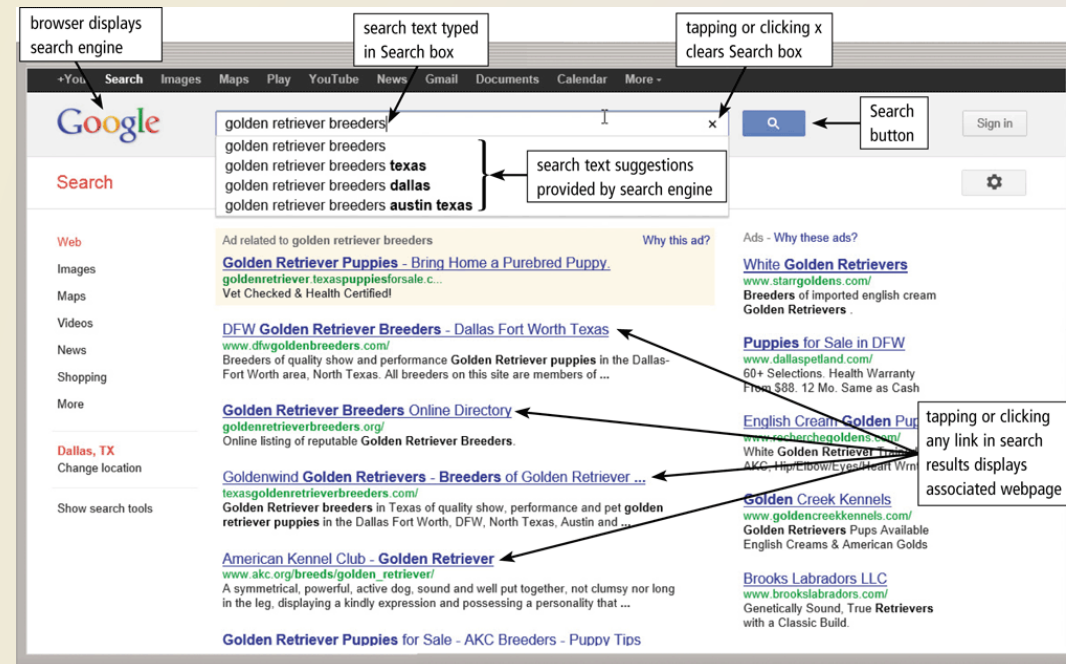 browser displays
search engine
search text typed
in Search box
tapping or clicking x
clears Search box
+You Search Images Maps Play YouTube News Gmail Documents Calendar More
Google
golden retriever breeders
x
Search
button
Sign in
golden retriever breeders
golden retriever breeders texas
golden retriever breeders dallas
golden retriever breeders austin texas
search text suggestions
provided by search engine
Search
Web
Images
Maps
Videos
News
Shopping
More
Dallas, TX
Change location
Show search tools
Ad related to golden retriever breeders Why this ad?
Golden Retriever Puppies - Bring Home a Purebred Puppy.
goldenretriever.texaspuppiesforsale.c...
Vet Checked & Health Certified!
DFW Golden Retriever Breeders - Dallas Fort Worth Texas
www.dfwgoldenbreeders.com/
Breeders of quality show and performance Golden Retriever puppies in the Dallas-
Fort Worth area, North Texas. All breeders on this site are members of ...
Golden Retriever Breeders Online Directory
goldenretrieverbreeders.org/
Online listing of reputable Golden Retriever Breeders.
Goldenwind Golden Retrievers - Breeders of Golden Retriever ...
texasgoldenretrieverbreeders.com/
Golden Retriever breeders in Texas of quality show, performance and pet golden
retriever puppies in the Dallas Fort Worth, DFW, North Texas, Austin and ...
American Kennel Club - Golden Retriever
www.akc.org/breeds/golden_retriever/
A symmetrical, powerful, active dog, sound and well put together, not clumsy nor long
in the leg, displaying a kindly expression and possessing a personality that ...
Golden Retriever Puppies for Sale - AKC Breeders - Puppy Tips
Ads - Why these ads?
White Golden Retrievers
www.starrgoldens.com/
Breeders of imported english cream
Golden Retrievers .
Puppies for Sale in DFW
www.dallaspetland.com/
60+ Selections. Health Warranty
From $88. 12 Mo. Same as Cash
English Cream Golden Pup
www.recherchegoldens.com/
White Golden Retriever
AKC, Hip/Elbow/Eyes/Heart Wrnt
Golden Creek Kennels
www.goldencreekkennels.com/
Golden Retrievers Pups Available
English Creams & American Golds
Brooks Labradors LLC
www.brookslabradors.com/
Genetically Sound, True Retrievers
with a Classic Build.
tapping or clicking
any link in search
results displays
associated webpage